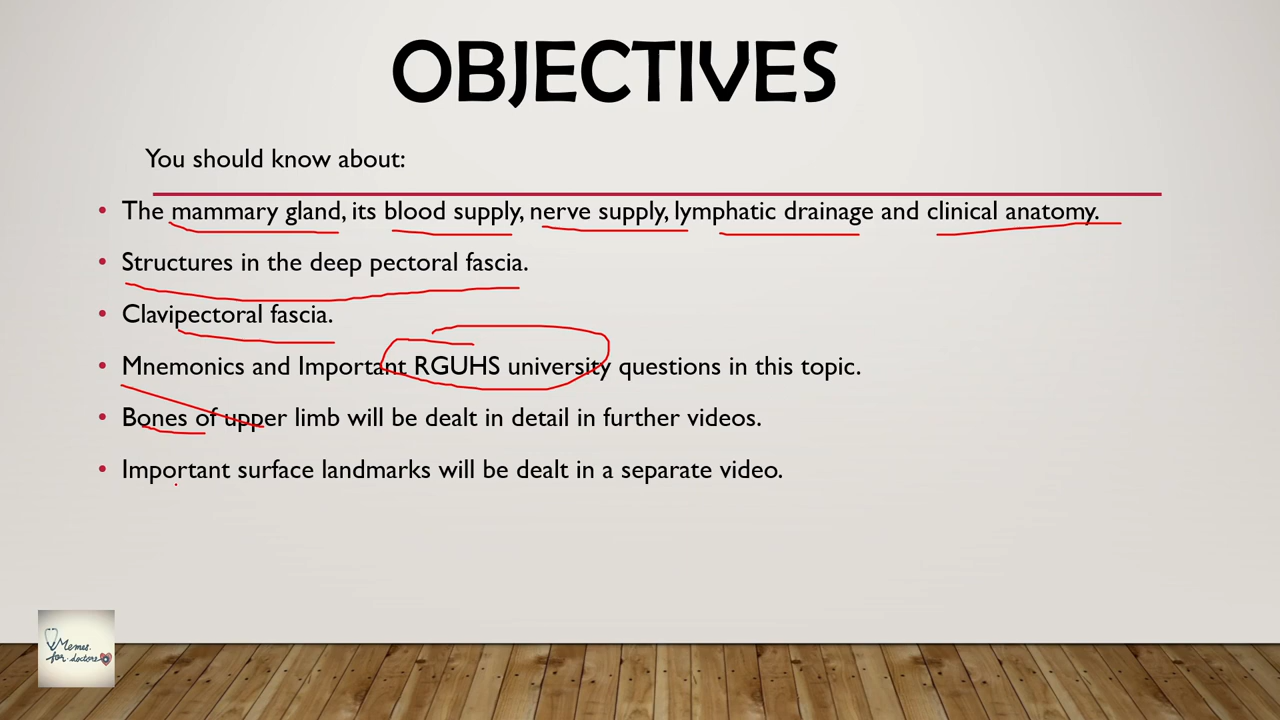 OBJECTIVES
You should know about:
• The mammary gland, its blood supply, nerve supply, lymphatic drainage and clinical anatomy.
• Structures in the deep pectoral fascia.
• Clavipectoral fascia.
• Mnemonics and Important RGUHS university questions in this topic.
• Bones of upper limb will be dealt in detail in further videos.
• Important surface landmarks will be dealt in a separate video.
Memes.
for.doctors